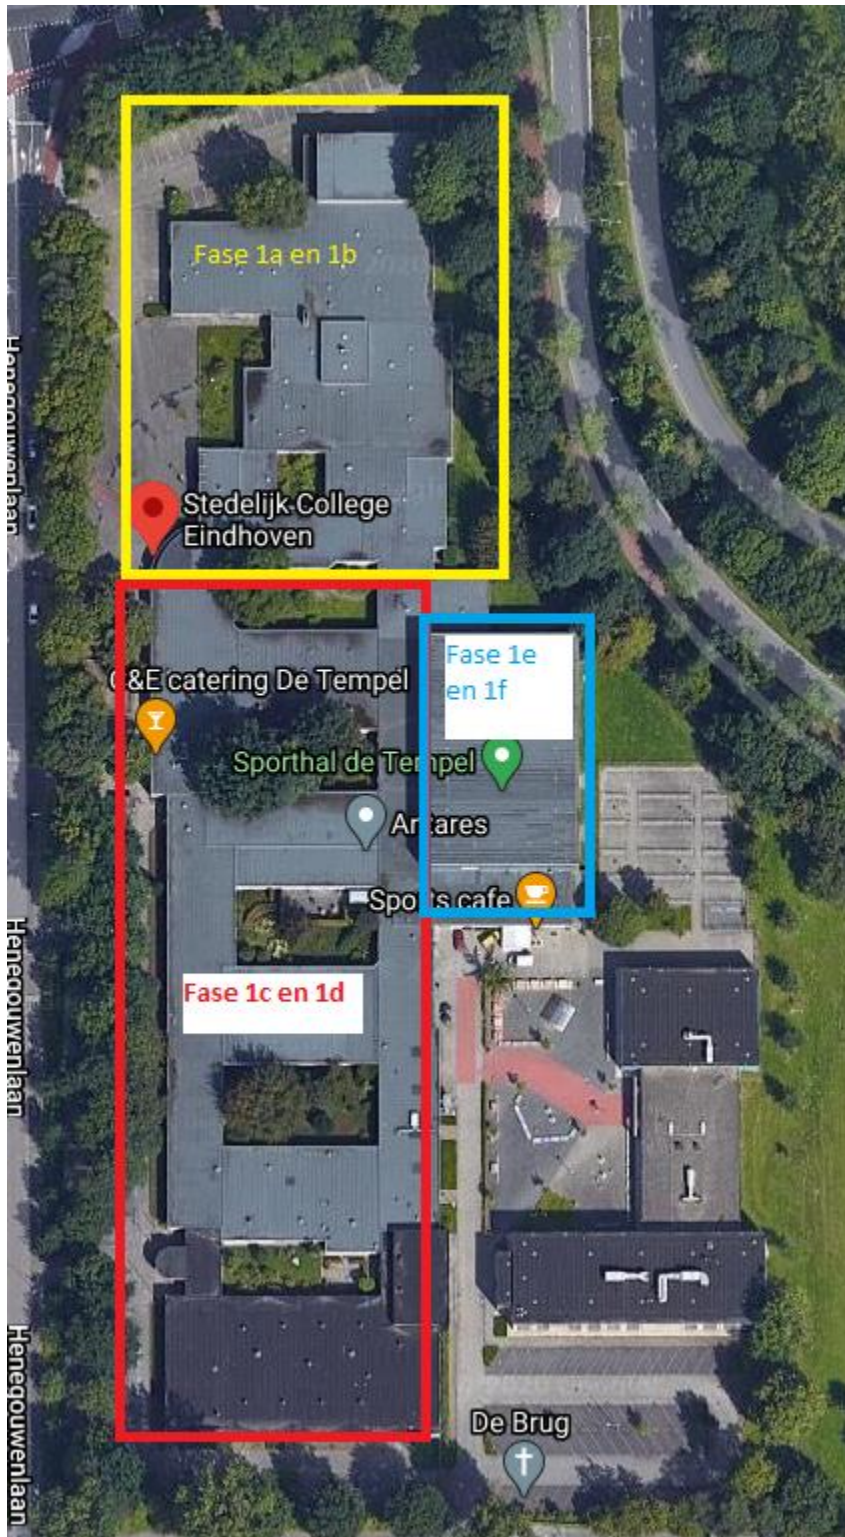 Fase 1a en 1b
Henegouwenlaan
Stedelijk College
Eindhoven
Fase 1e
en 1f
C&E catering De Tempel
Sporthal de Tempel
Antares
Sports cafe
Henegouwenlaan
Fase 1c en 1d
Henegouwenlaan
De Brug